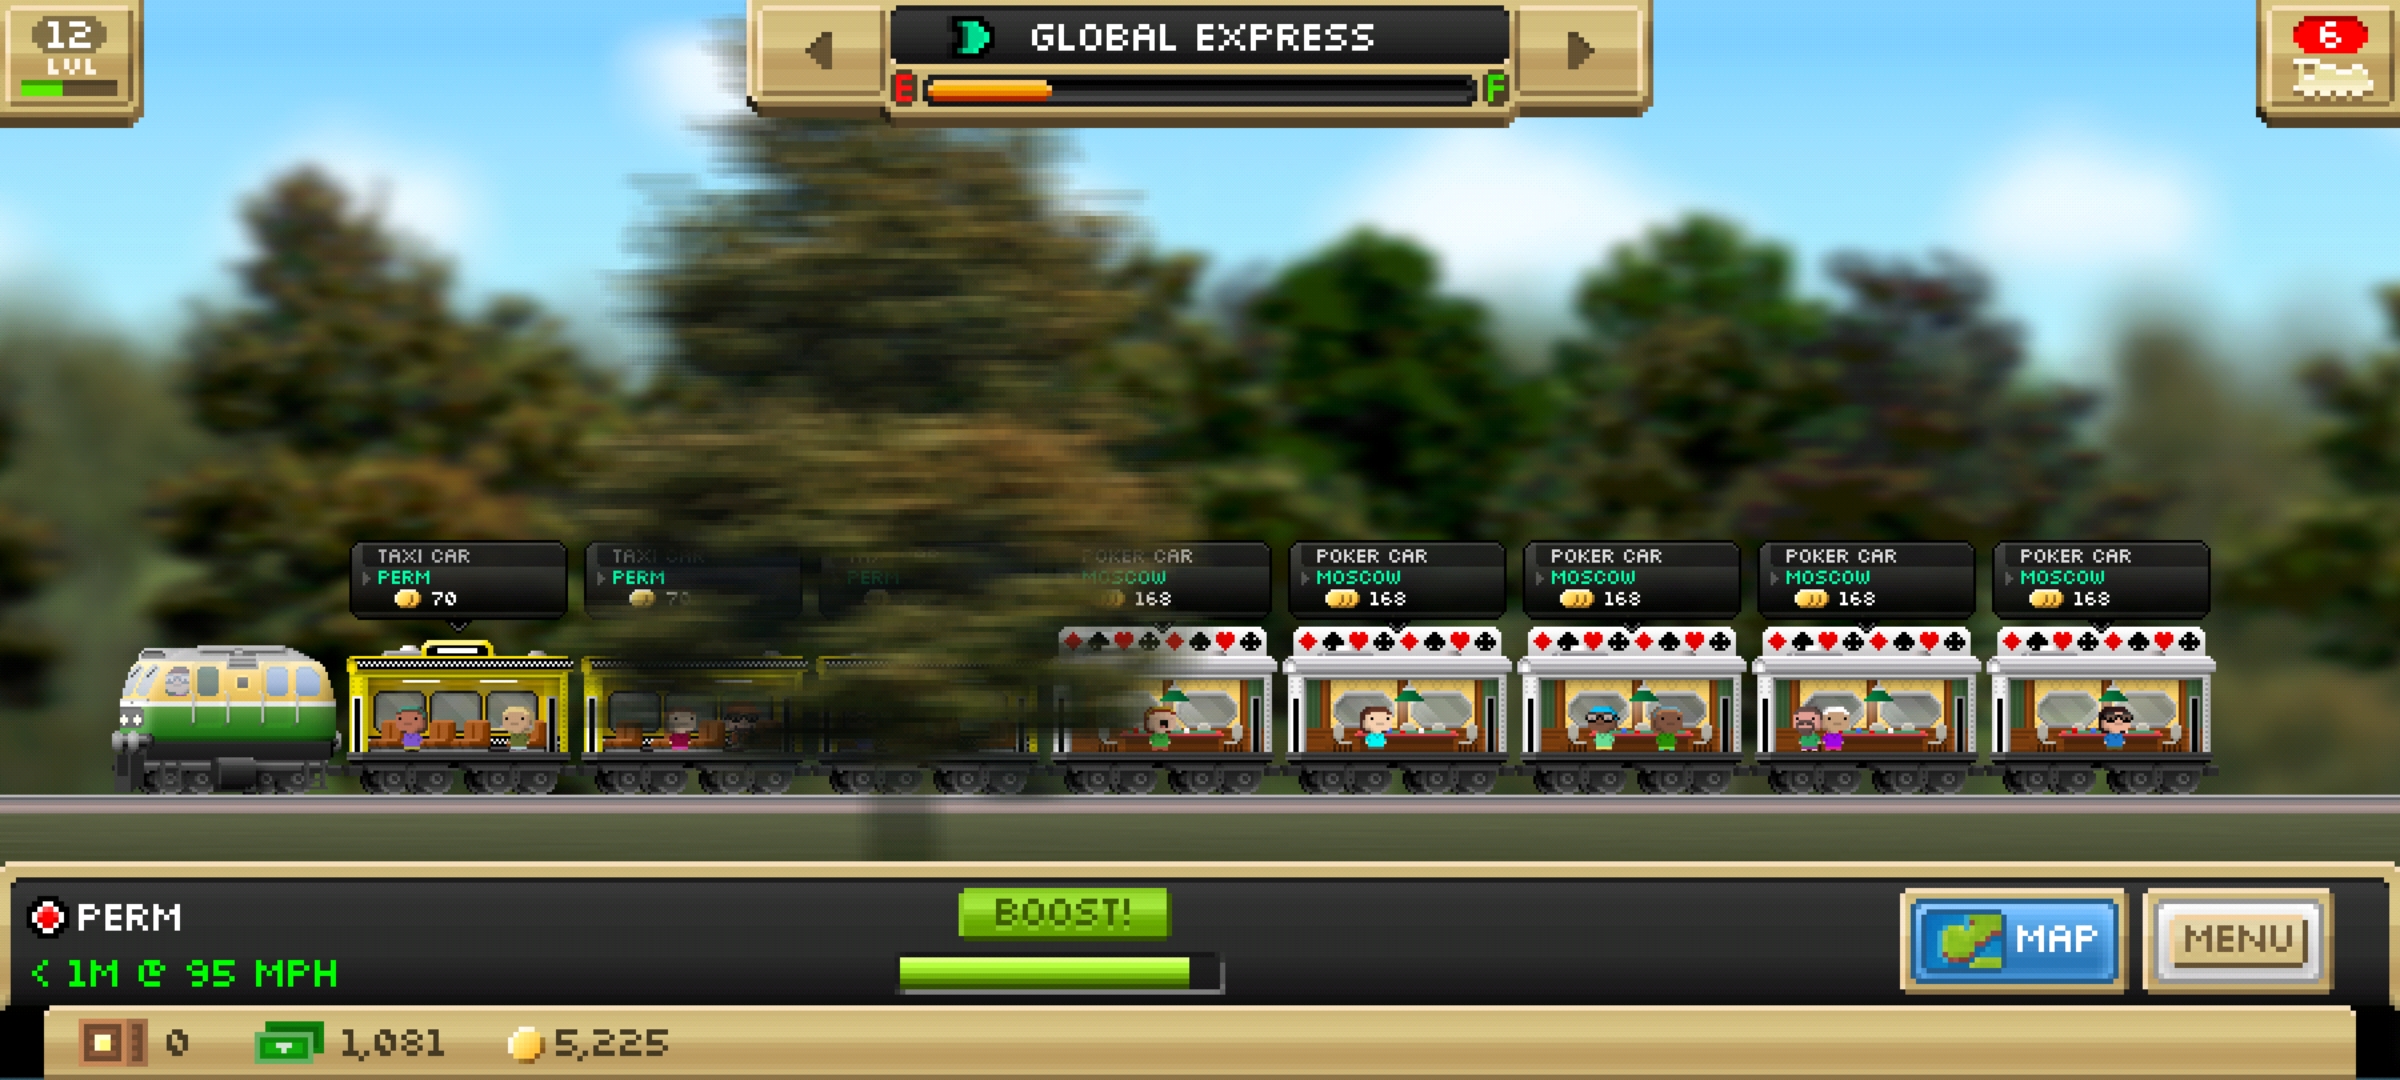 12
LVL
GLOBAL EXPRESS
E
F
6
TAXI CAR
PERM
70
TAXI CAR
PERM
70
PERM
POKER CAR
MOSCOW
168
POKER CAR
MOSCOW
168
POKER CAR
MOSCOW
168
POKER CAR
MOSCOW
168
POKER CAR
MOSCOW
168
PERM
< 1M @ 95 MPH
BOOST!
MAP
MENU
0
1,081
5,225